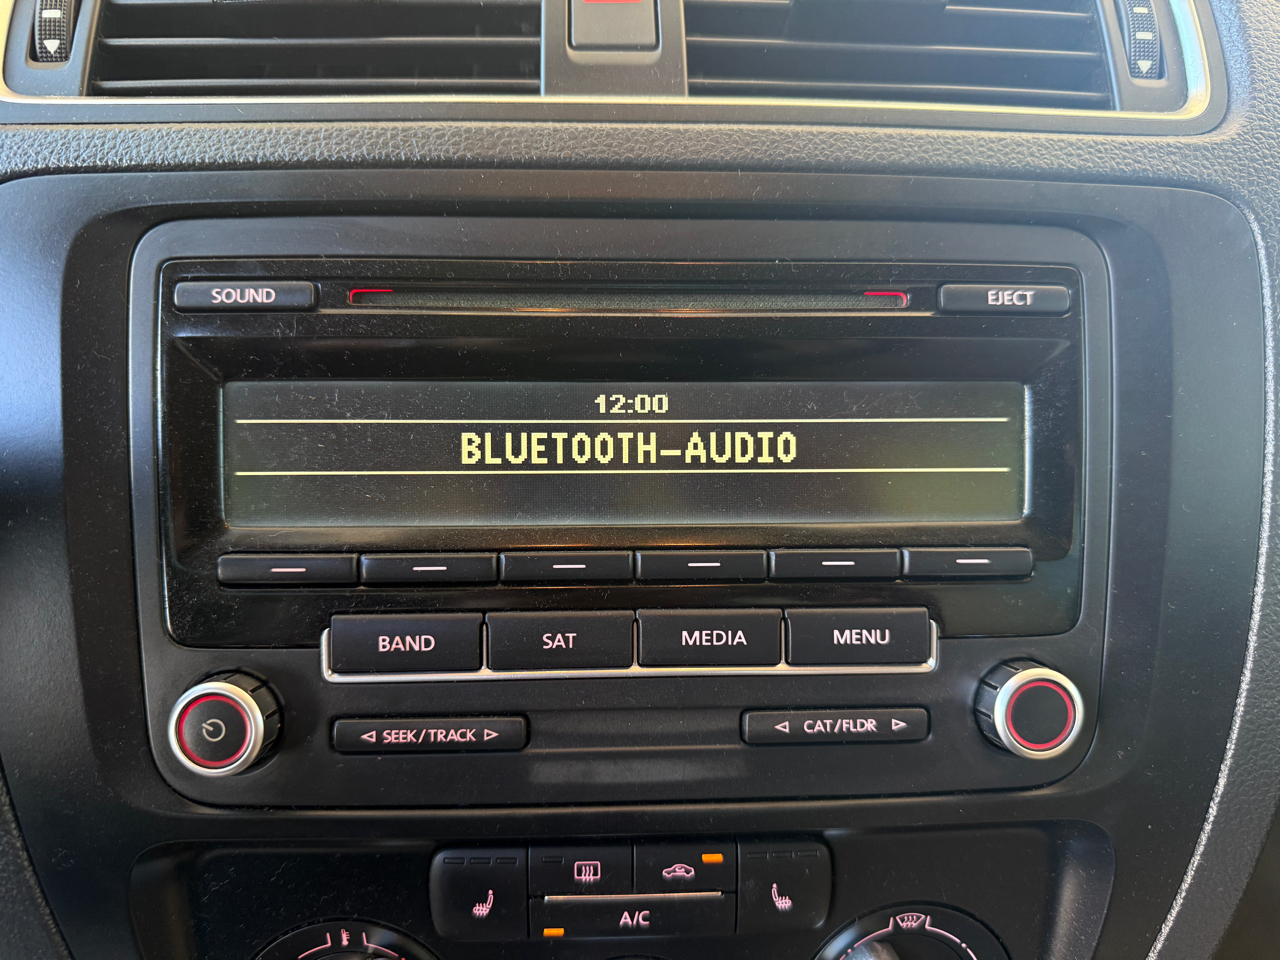 SOUND
EJECT
12:00
BLUETOOTH-AUDIO
BAND
SAT
MEDIA
MENU
SEEK/TRACK
CAT/FLDR
A/C